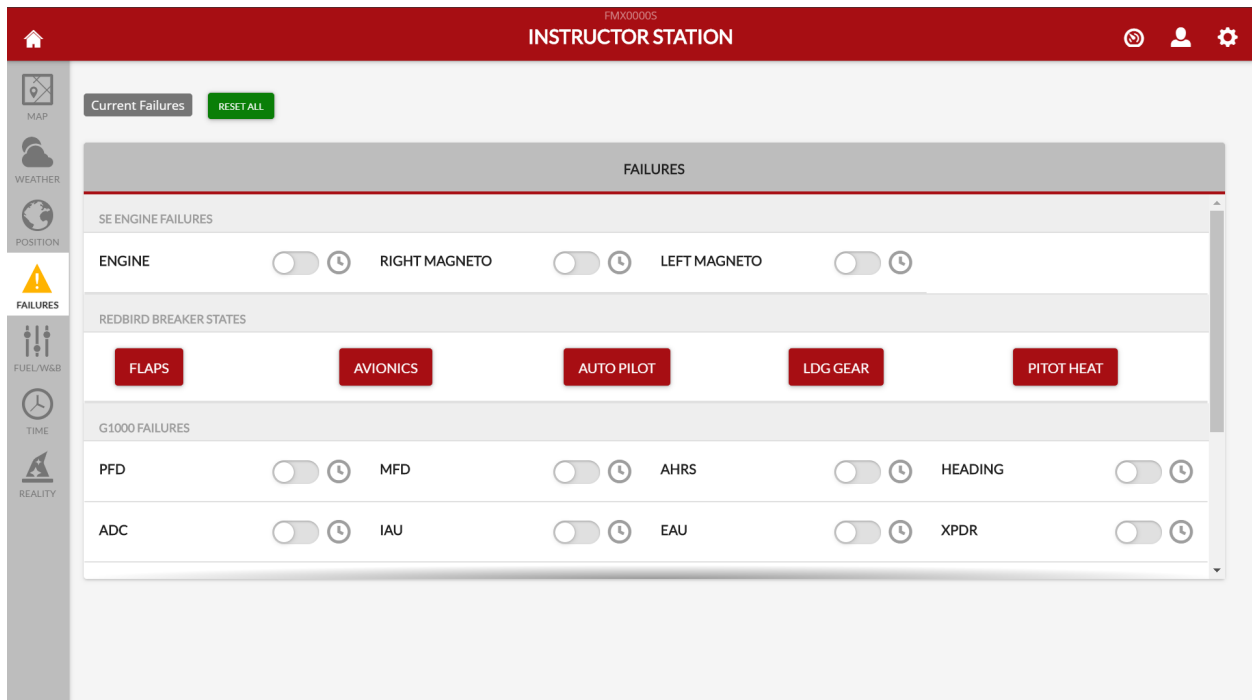 FMX0000S
INSTRUCTOR STATION
MAP
WEATHER
POSITION
FAILURES
FUEL/W&B
TIME
REALITY
Current Failures RESET ALL
FAILURES
SE ENGINE FAILURES
ENGINE RIGHT MAGNETO LEFT MAGNETO
REDBIRD BREAKER STATES
FLAPS AVIONICS AUTO PILOT LDG GEAR PITOT HEAT
G1000 FAILURES
PFD MFD AHRS HEADING
ADC IAU EAU XPDR